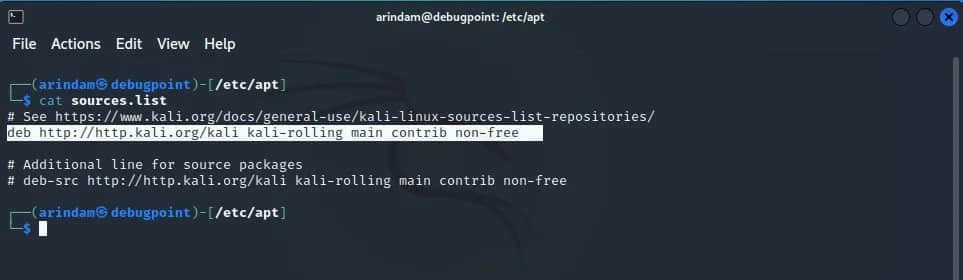 arindam@debugpoint: /etc/apt
File Actions Edit View Help
┌──(arindam㉿debugpoint)-[/etc/apt]
└─$ cat sources.list
# See https://www.kali.org/docs/general-use/kali-linux-sources-list-repositories/
deb http://http.kali.org/kali kali-rolling main contrib non-free
# Additional line for source packages
# deb-src http://http.kali.org/kali kali-rolling main contrib non-free
┌──(arindam㉿debugpoint)-[/etc/apt]
└─$